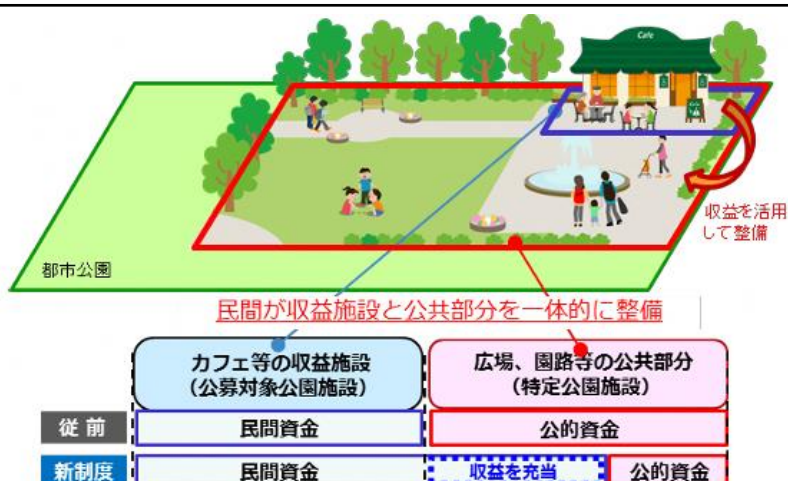 Cafe
収益を活用
して整備
都市公園
民間が収益施設と公共部分を一体的に整備
カフェ等の収益施設
（公募対象公園施設）
広場、園路等の公共部分
（特定公園施設）
従前
民間資金
公的資金
新制度
民間資金
収益を充当
公的資金